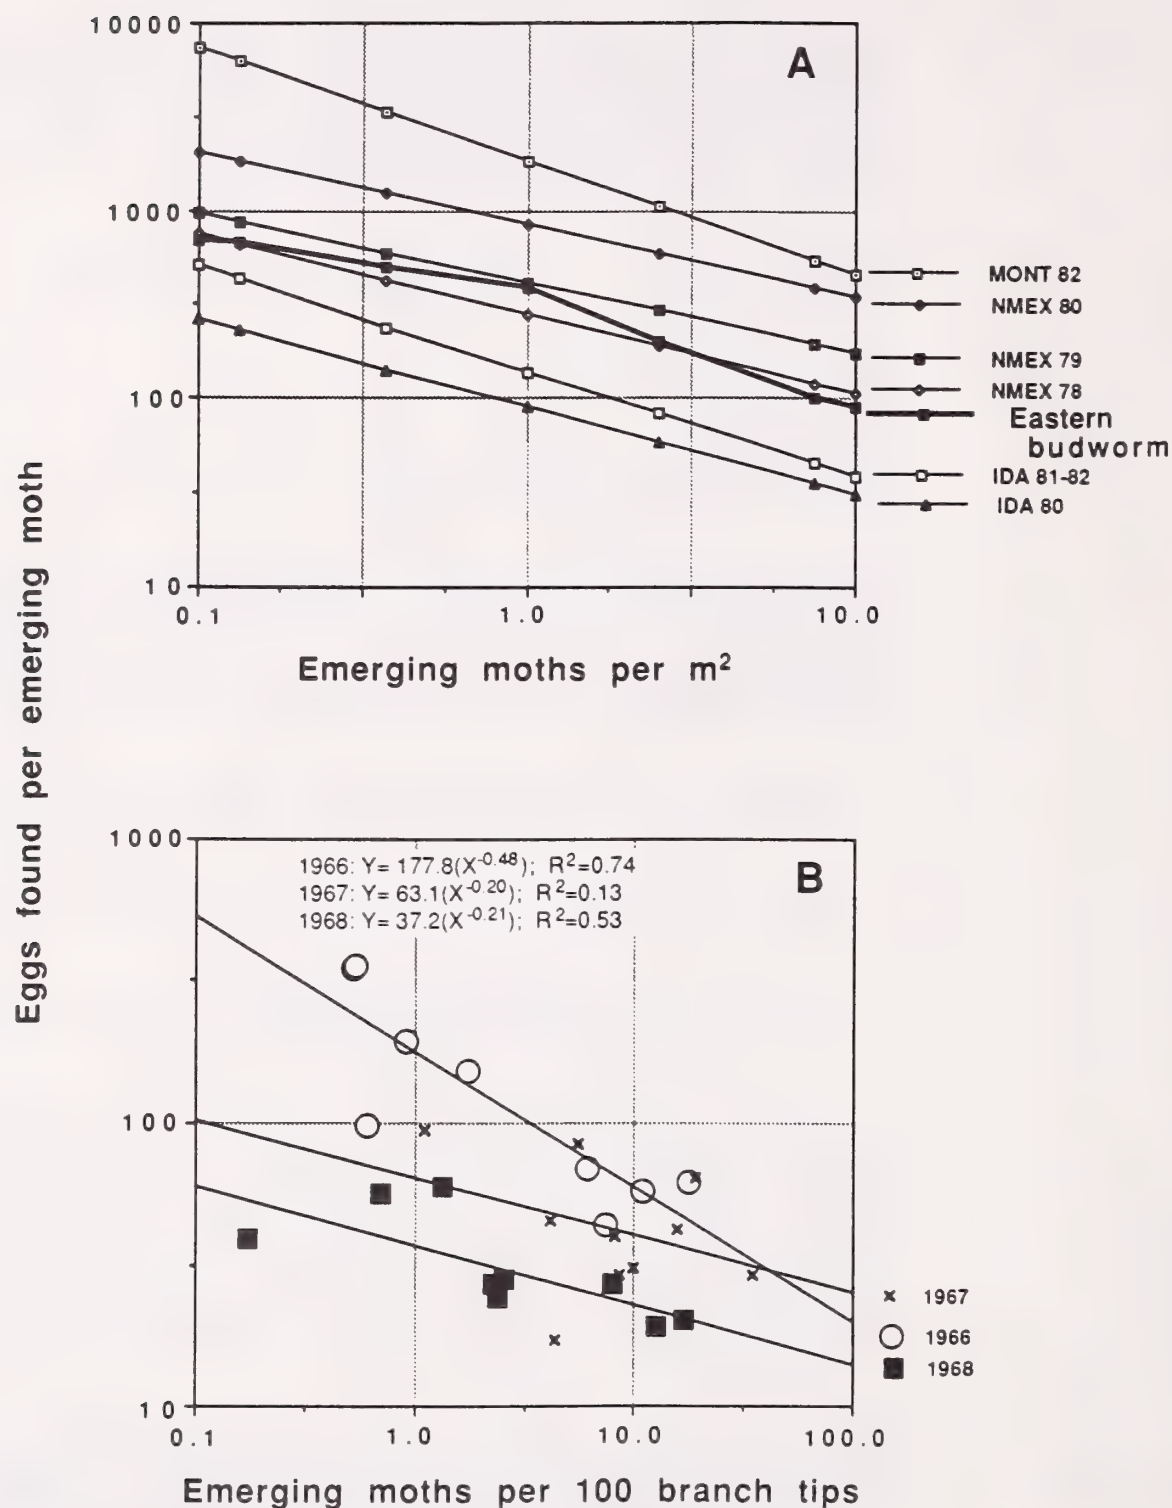 10000
A
1000
100
10
0.1
1.0
10.0
MONT 82
NMEX 80
NMEX 79
NMEX 78
Eastern
budworm
IDA 81-82
IDA 80
Emerging moths per m²
Eggs found per emerging moth
1000
B
1966: Y= 177.8(X^-0.48); R²=0.74
1967: Y= 63.1(X^-0.20); R²=0.13
1968: Y= 37.2(X^-0.21); R²=0.53
100
10
0.1
1.0
10.0
100.0
1967
1966
1968
Emerging moths per 100 branch tips